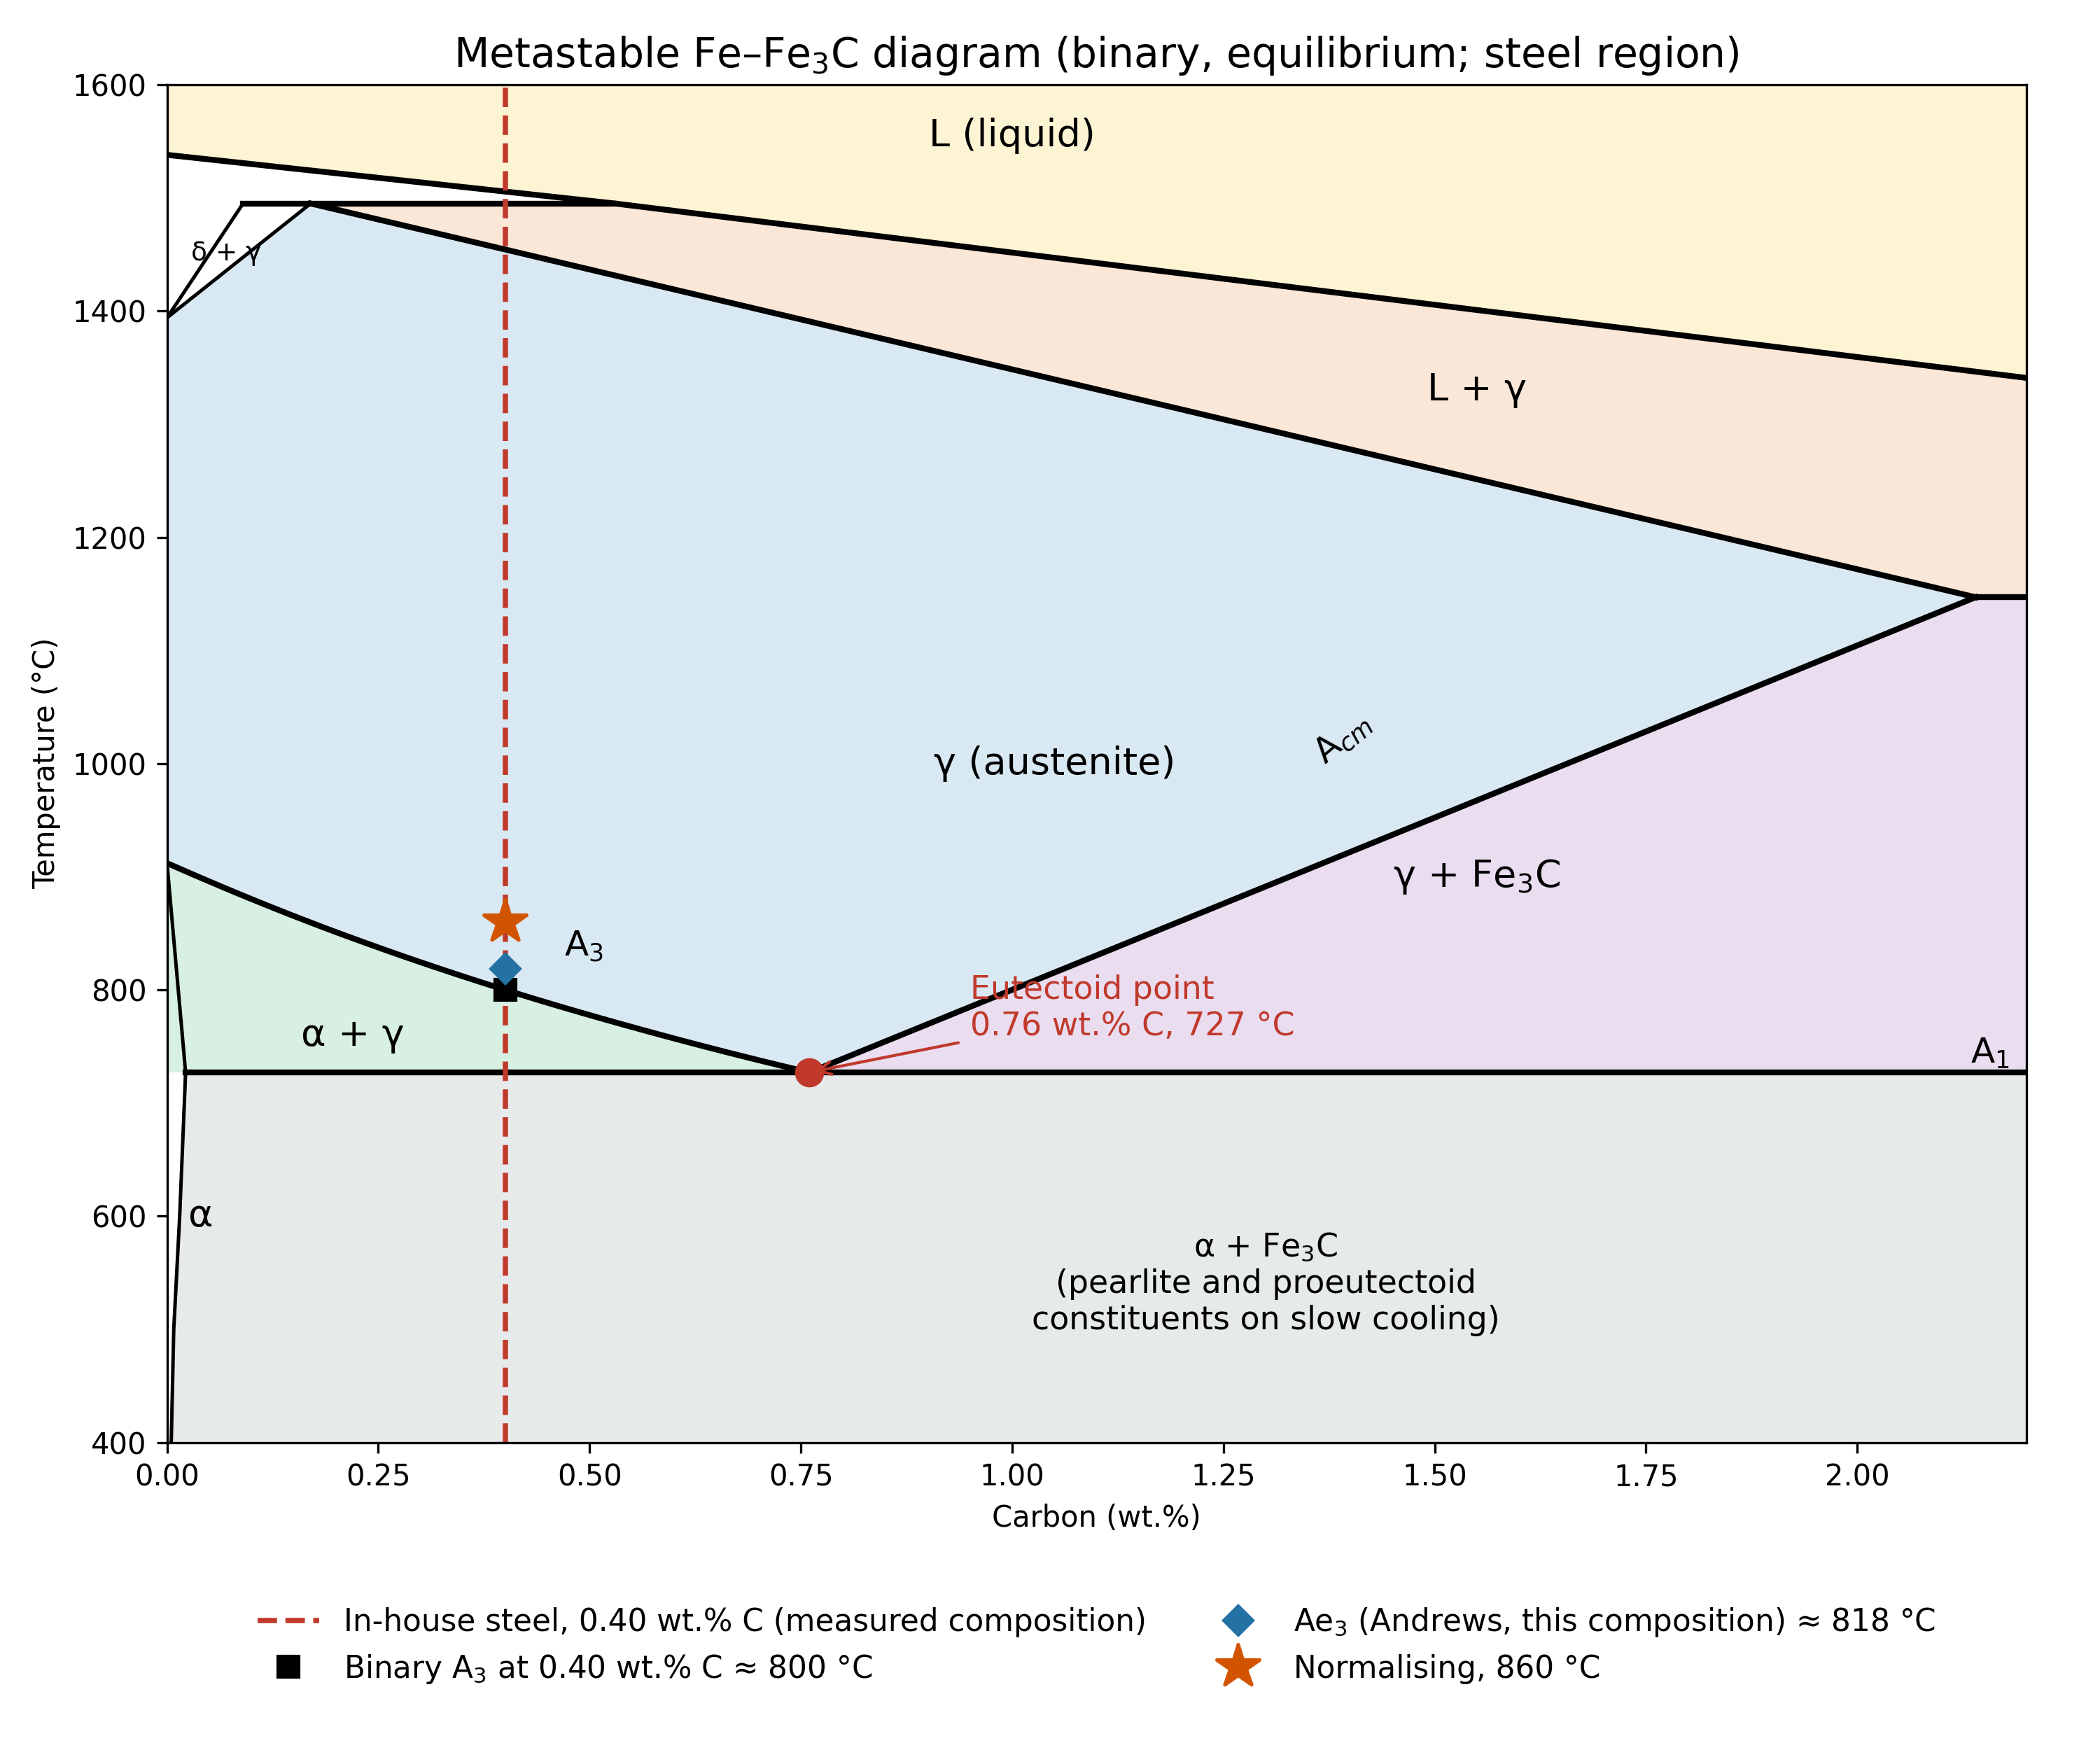 Metastable Fe–Fe₃C diagram (binary, equilibrium; steel region)
1600
L (liquid)
δ + γ
1400
L + γ
1200
Temperature (°C)
A_cm
1000
γ (austenite)
γ + Fe₃C
A₃
800
Eutectoid point
0.76 wt.% C, 727 °C
α + γ
A₁
600
α
α + Fe₃C
(pearlite and proeutectoid
constituents on slow cooling)
400
0.00 0.25 0.50 0.75 1.00 1.25 1.50 1.75 2.00
Carbon (wt.%)
In-house steel, 0.40 wt.% C (measured composition)
Binary A₃ at 0.40 wt.% C ≈ 800 °C
Ae₃ (Andrews, this composition) ≈ 818 °C
Normalising, 860 °C